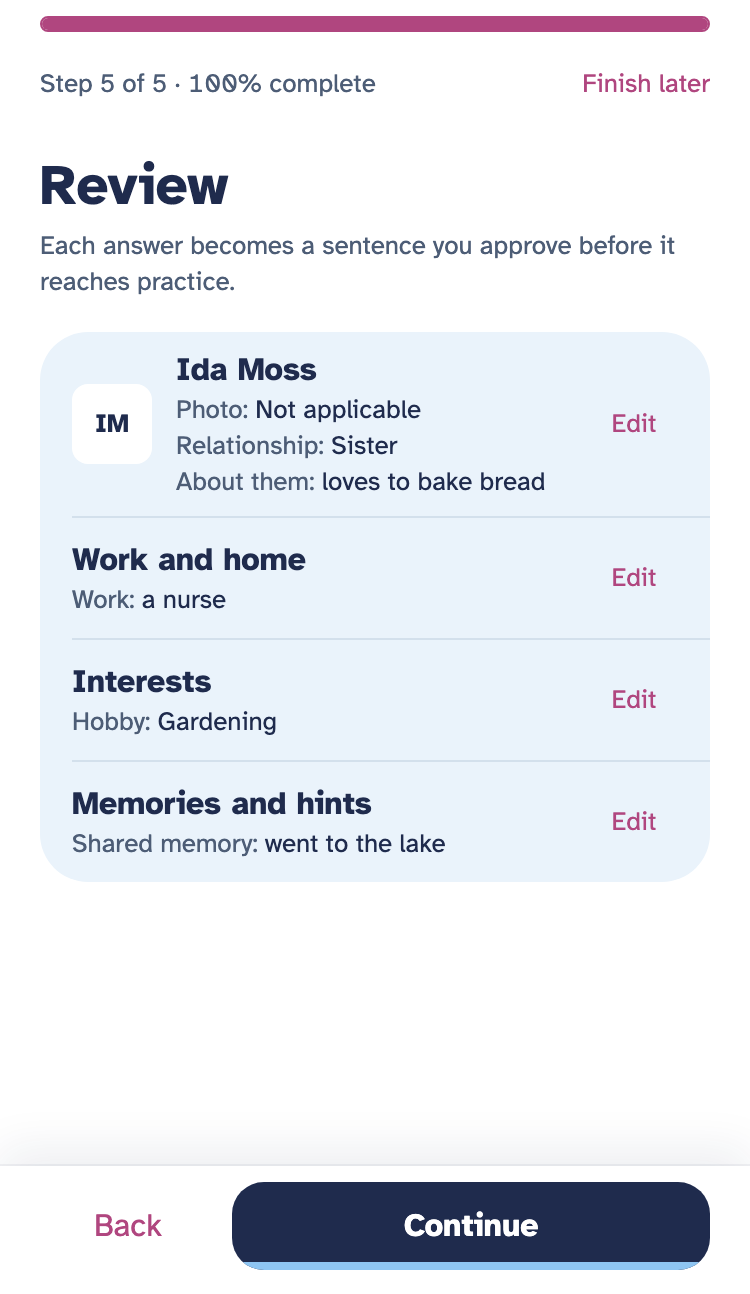 Step 5 of 5 · 100% complete
Finish later
Review
Each answer becomes a sentence you approve before it
reaches practice.
IM
Ida Moss
Photo: Not applicable
Relationship: Sister
About them: loves to bake bread
Edit
Work and home
Work: a nurse
Edit
Interests
Hobby: Gardening
Edit
Memories and hints
Shared memory: went to the lake
Edit
Back
Continue